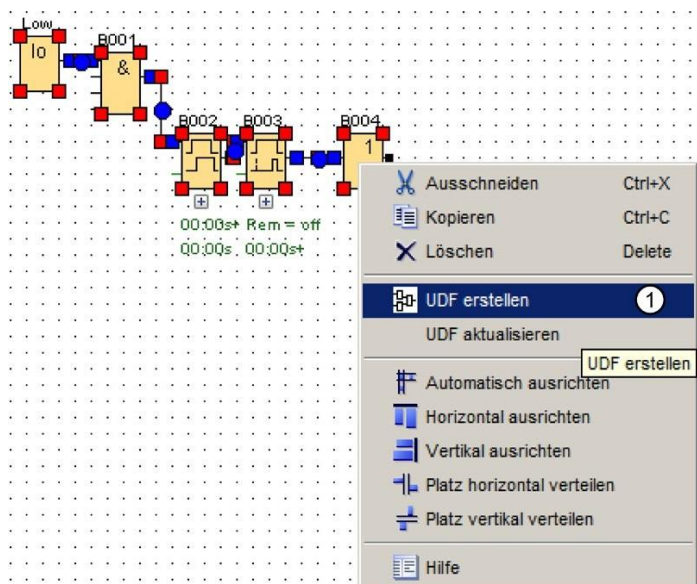 Low
lo
B001
&
B002
B003
B004
1
00:00s+ Rem = off
00:00s 00:00s+
Ausschneiden Ctrl+X
Kopieren Ctrl+C
Löschen Delete
UDF erstellen 1
UDF aktualisieren
UDF erstellen
Automatisch ausrichten
Horizontal ausrichten
Vertikal ausrichten
Platz horizontal verteilen
Platz vertikal verteilen
Hilfe